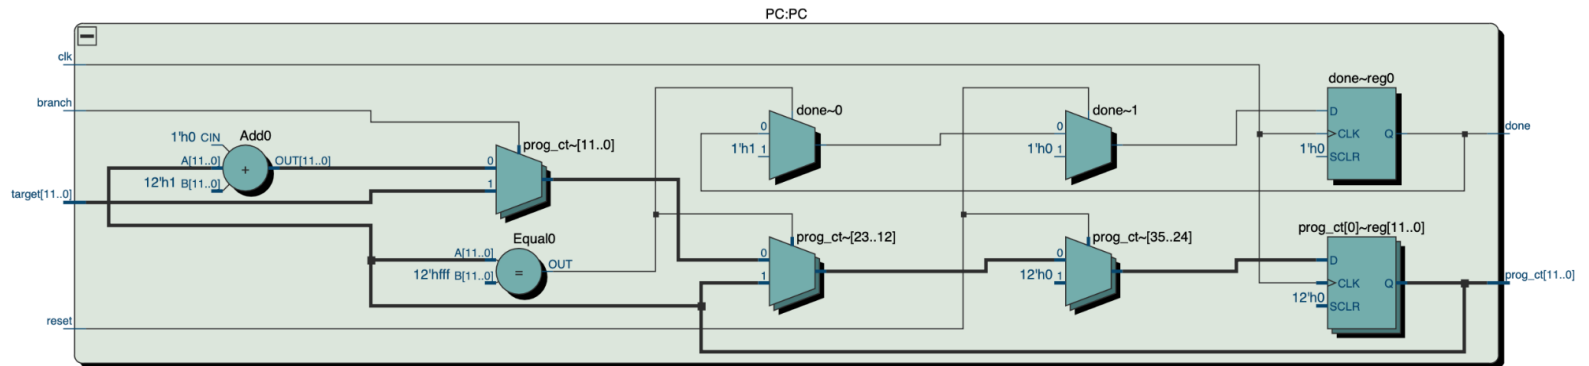 PC:PC
clk
branch
target[11..0]
reset
1'h0 CIN
Add0
A[11..0]
+
OUT[11..0]
12'h1 B[11..0]
prog_ct~[11..0]
0
1
Equal0
A[11..0]
=
OUT
12'hfff B[11..0]
done~0
0
1'h1 1
prog_ct~[23..12]
0
1
done~1
0
1'h0 1
prog_ct~[35..24]
0
12'h0 1
done~reg0
D
>CLK Q
1'h0 SCLR
prog_ct[0]~reg[11..0]
D
>CLK Q
12'h0 SCLR
done
prog_ct[11..0]